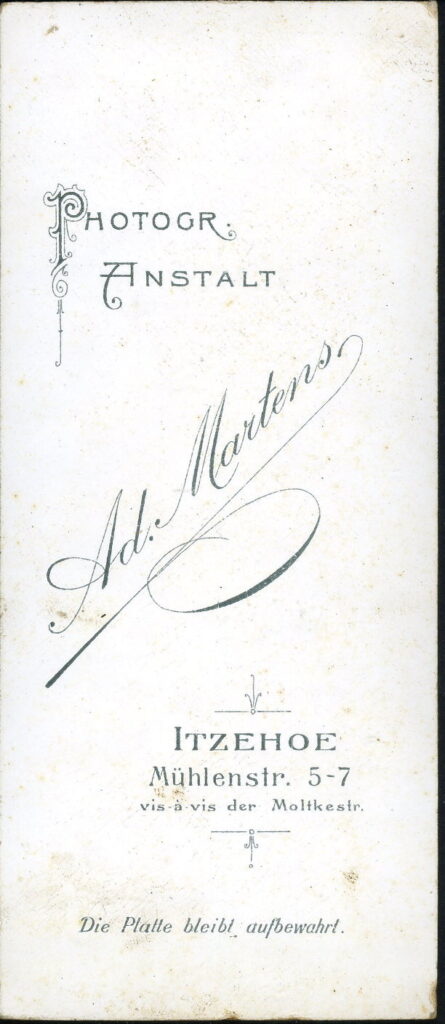 PHOTOGR.
ANSTALT
Ad. Martens.
ITZEHOE
Mühlenstr. 5-7
vis-à-vis der Moltkestr.
Die Platte bleibt aufbewahrt.